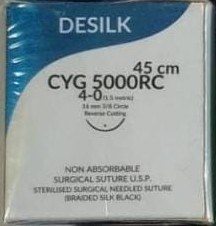 DESILK
45 cm
CYG 5000RC
4-0 (1.5 metric)
16 mm 3/8 Circle
Reverse Cutting
NON ABSORBABLE
SURGICAL SUTURE U.S.P.
STERILISED SURGICAL NEEDLED SUTURE
(BRAIDED SILK BLACK)